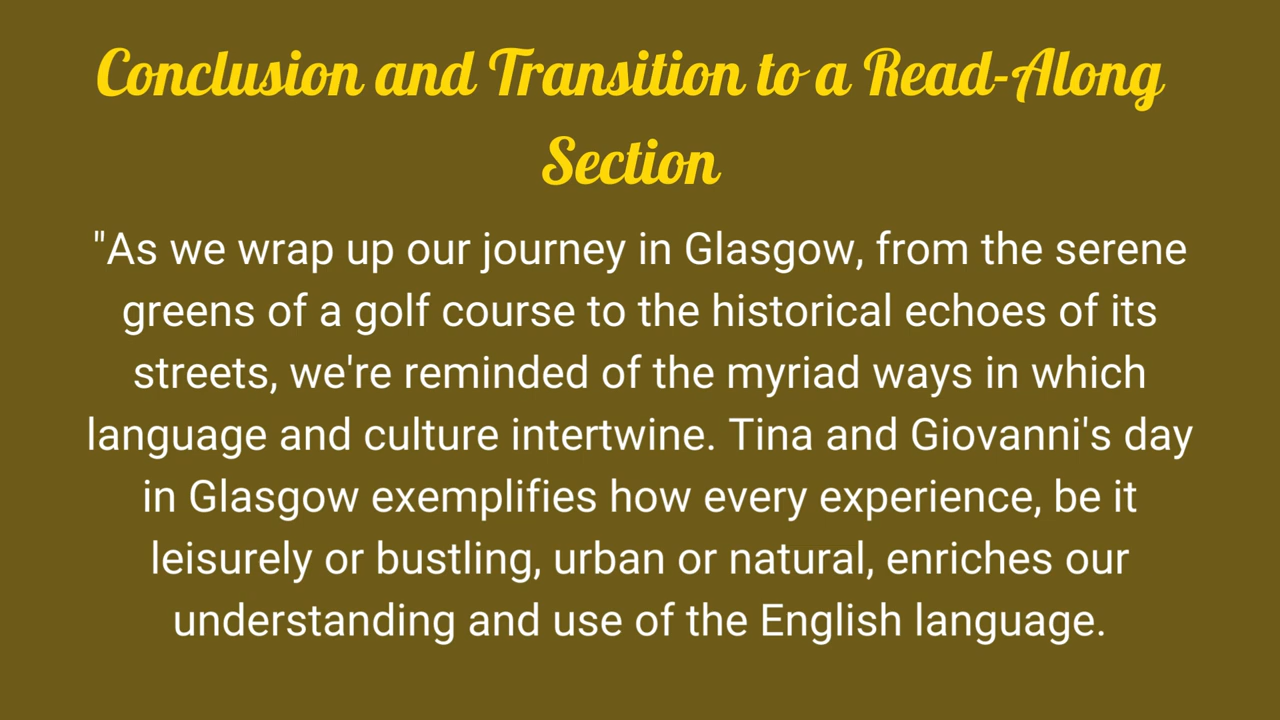 Conclusion and Transition to a Read-Along
Section
"As we wrap up our journey in Glasgow, from the serene
greens of a golf course to the historical echoes of its
streets, we're reminded of the myriad ways in which
language and culture intertwine. Tina and Giovanni's day
in Glasgow exemplifies how every experience, be it
leisurely or bustling, urban or natural, enriches our
understanding and use of the English language.